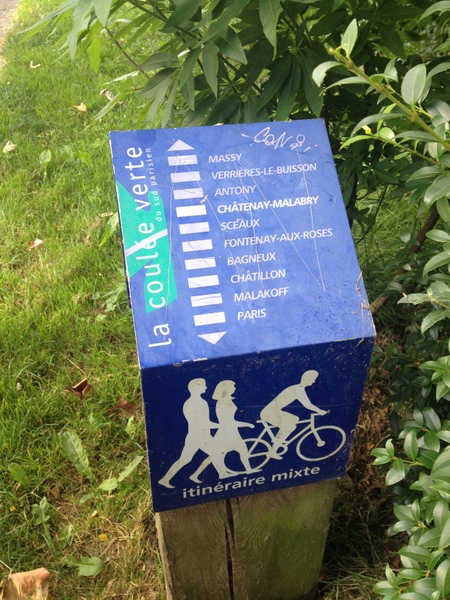 la coulée verte
du sud parisien
MASSY
VERRIÈRES-LE-BUISSON
ANTONY
CHÂTENAY-MALABRY
SCEAUX
FONTENAY-AUX-ROSES
BAGNEUX
CHÂTILLON
MALAKOFF
PARIS
itinéraire mixte